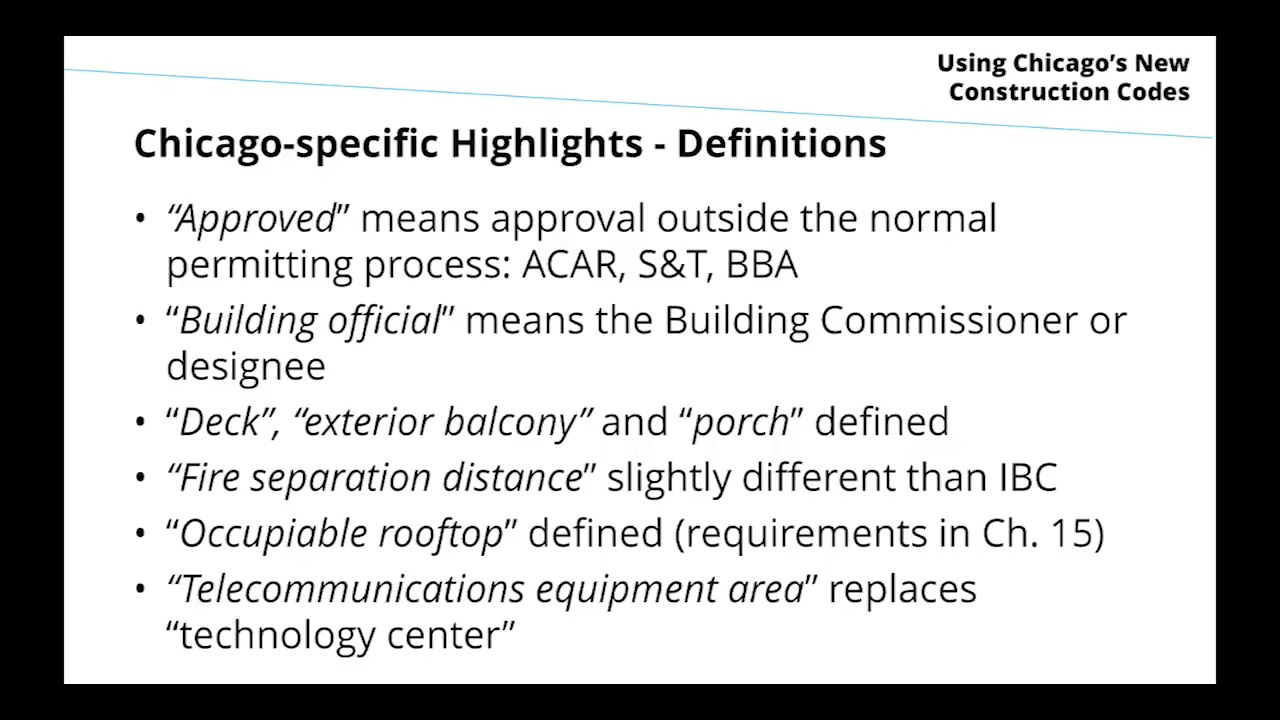 Using Chicago’s New
Construction Codes
Chicago-specific Highlights - Definitions
• “Approved” means approval outside the normal
permitting process: ACAR, S&T, BBA
• “Building official” means the Building Commissioner or
designee
• “Deck”, “exterior balcony” and “porch” defined
• “Fire separation distance” slightly different than IBC
• “Occupiable rooftop” defined (requirements in Ch. 15)
• “Telecommunications equipment area” replaces
“technology center”